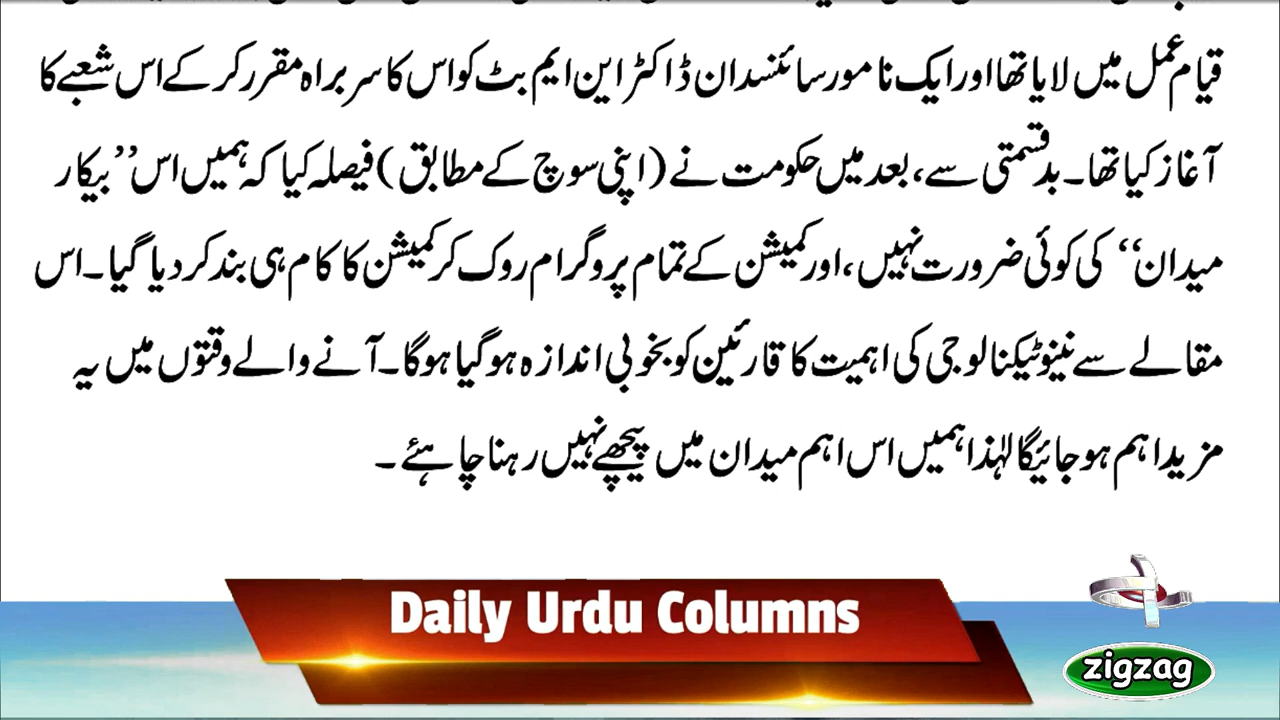 قیام عمل میں لایا تھا اور ایک نامور سائنسدان ڈاکٹر این ایم بٹ کو اس کا سربراہ مقرر کر کے اس شعبے کا
آغاز کیا تھا۔ بدقسمتی سے، بعد میں حکومت نے (اپنی سوچ کے مطابق) فیصلہ کیا کہ ہمیں اس ’’بیکار
میدان‘‘ کی کوئی ضرورت نہیں، اور کمیشن کے تمام پروگرام روک کر کمیشن کا کام ہی بند کر دیا گیا۔ اس
مقالے سے نینو ٹیکنالوجی کی اہمیت کا قارئین کو بخوبی اندازہ ہوگیا ہوگا۔ آنے والے وقتوں میں یہ
مزید اہم ہو جائیگا لہٰذا ہمیں اس اہم میدان میں پیچھے نہیں رہنا چاہئے۔
Daily Urdu Columns
zigzag